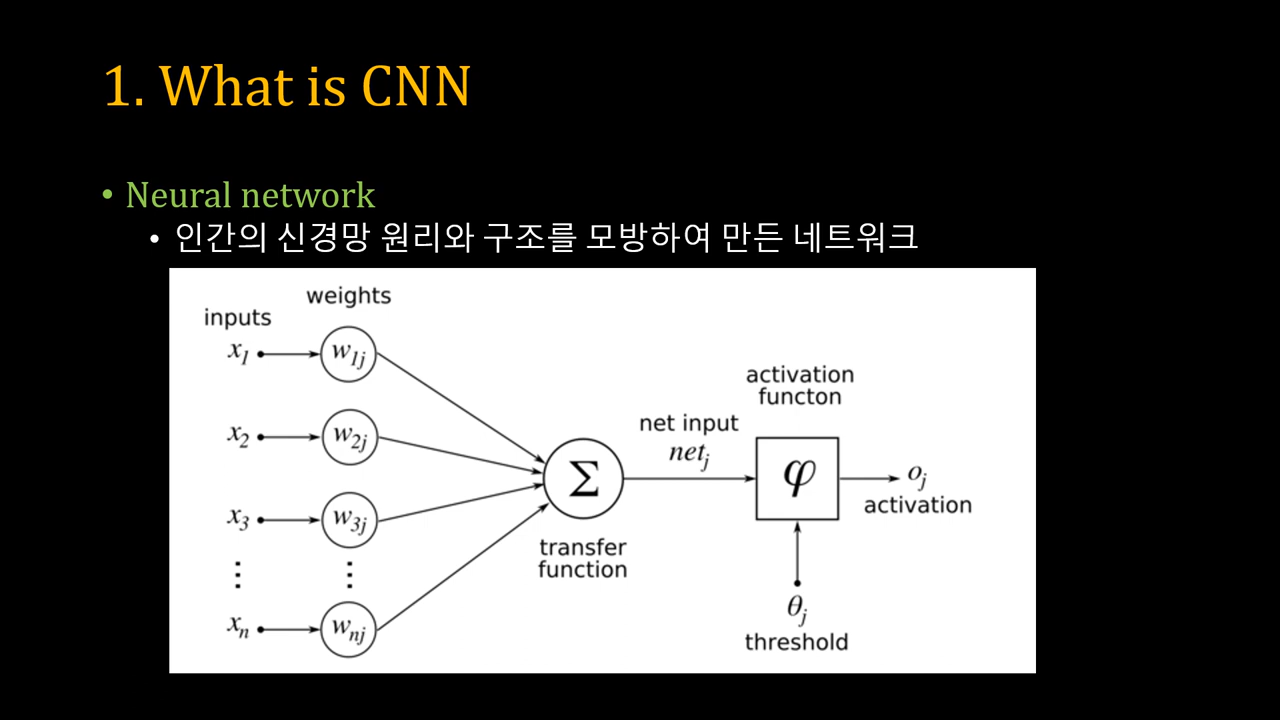 1. What is CNN
• Neural network
• 인간의 신경망 원리와 구조를 모방하여 만든 네트워크
weights
inputs
x1 w1j
x2 w2j
x3 w3j
⋮ ⋮
xn wnj
Σ
transfer
function
net input
netj
activation
functon
φ
oj
activation
θj
threshold